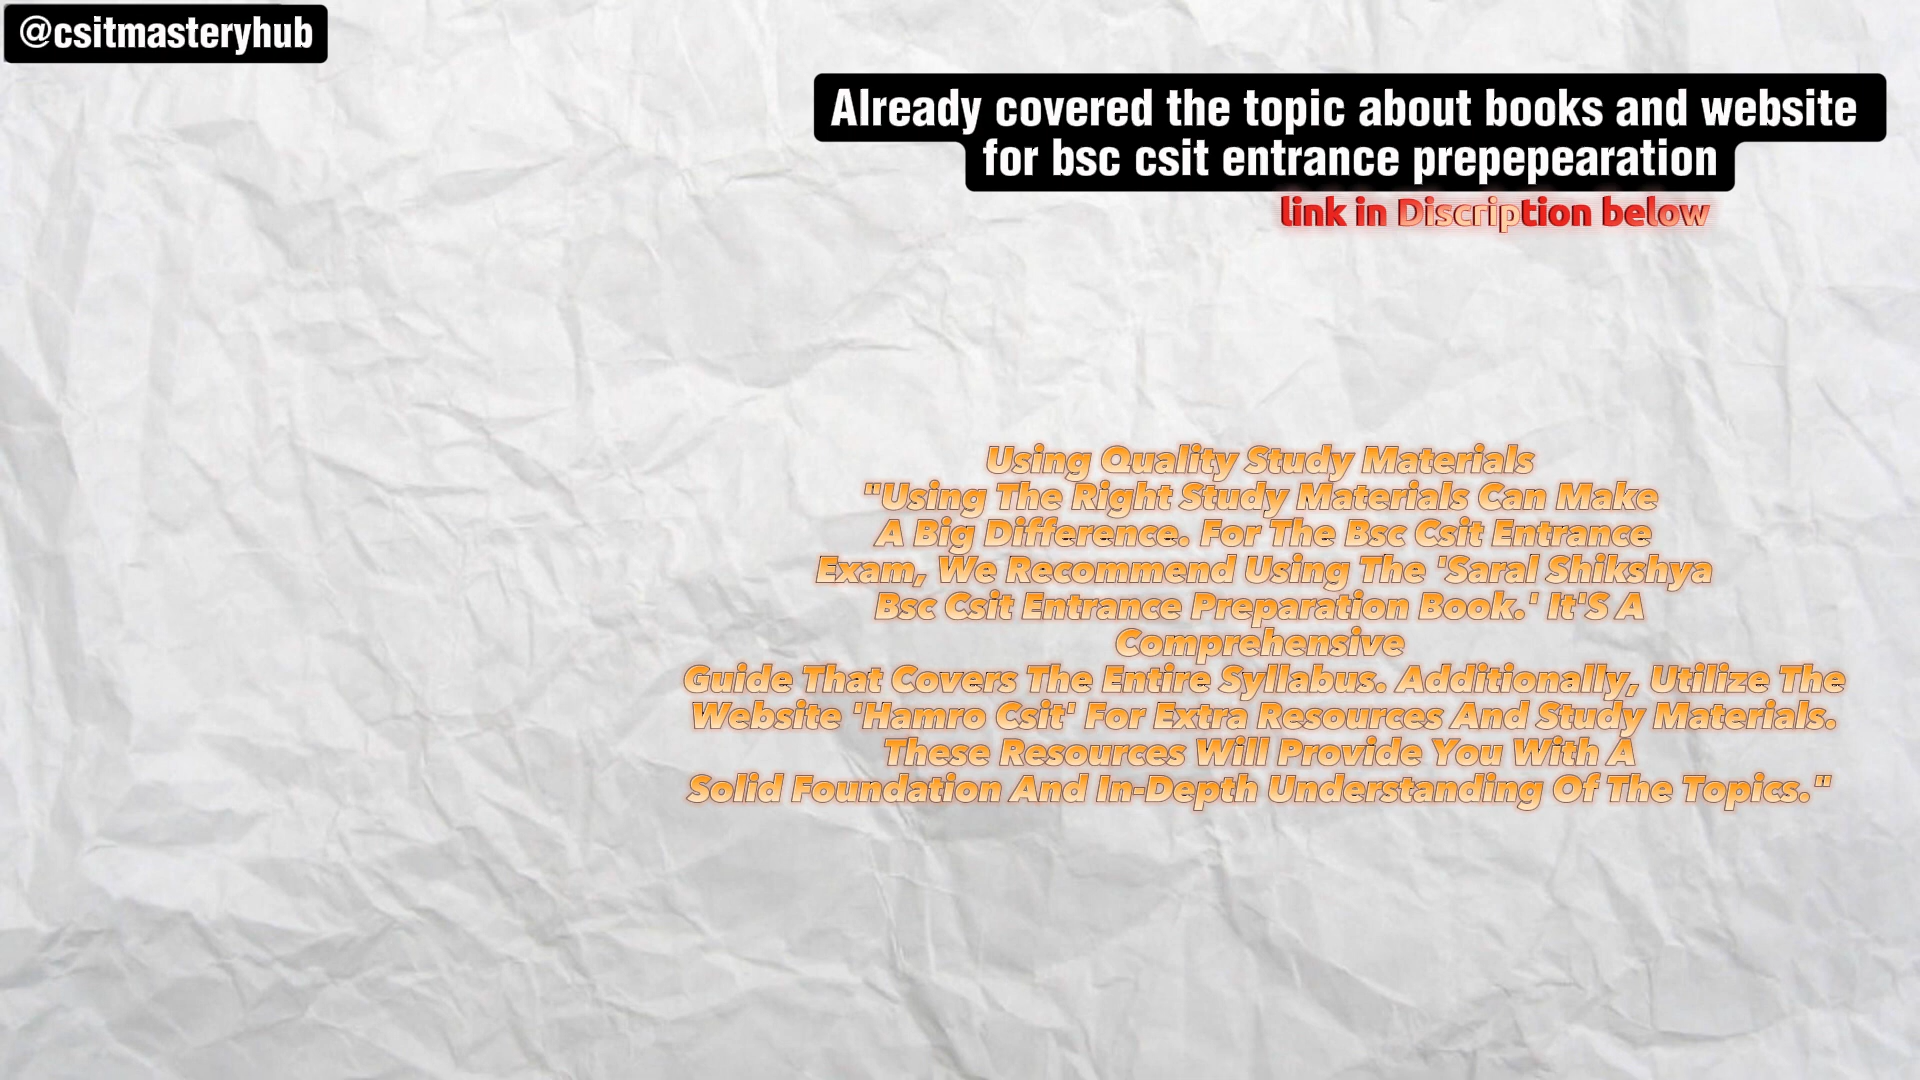 @csitmasteryhub
Already covered the topic about books and website
for bsc csit entrance prepepearation
link in Discription below
Using Quality Study Materials
"Using The Right Study Materials Can Make
A Big Difference. For The Bsc Csit Entrance
Exam, We Recommend Using The 'Saral Shikshya
Bsc Csit Entrance Preparation Book.' It'S A
Comprehensive
Guide That Covers The Entire Syllabus. Additionally, Utilize The
Website 'Hamro Csit' For Extra Resources And Study Materials.
These Resources Will Provide You With A
Solid Foundation And In-Depth Understanding Of The Topics."